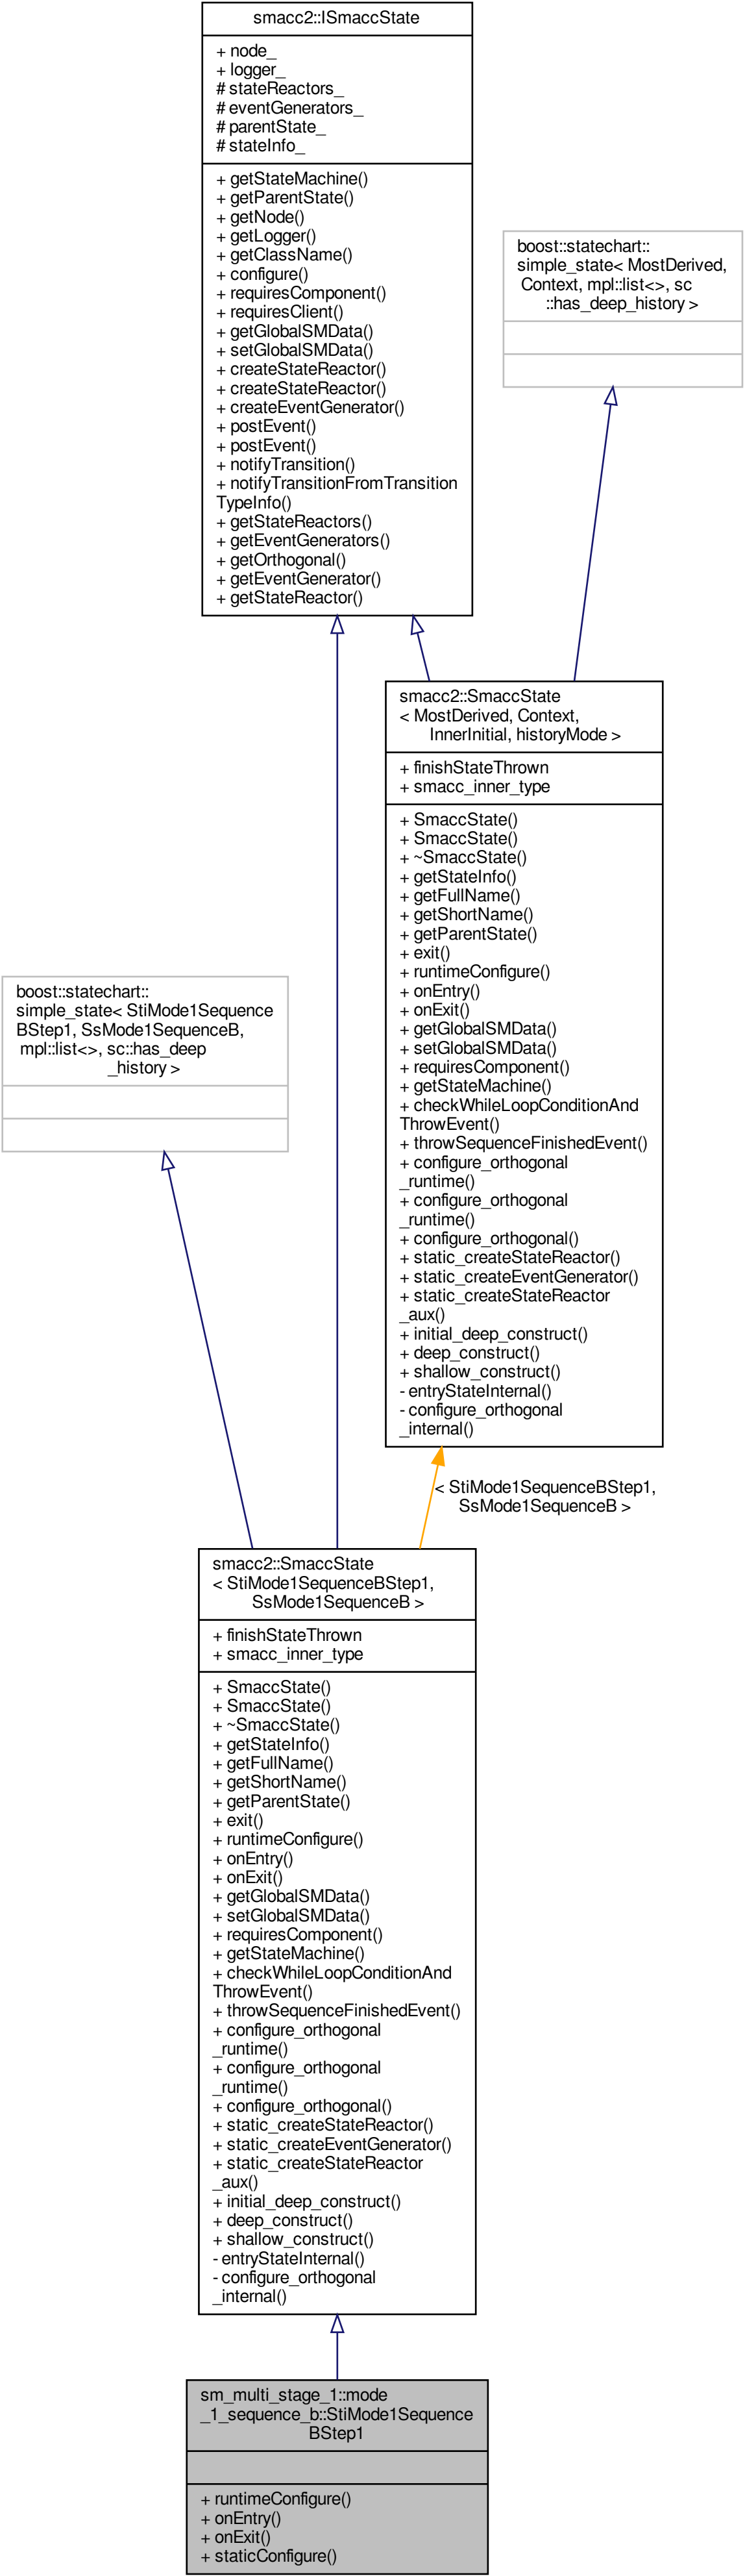 smacc2::ISmaccState
+ node_
+ logger_
# stateReactors_
# eventGenerators_
# parentState_
# stateInfo_
+ getStateMachine()
+ getParentState()
+ getNode()
+ getLogger()
+ getClassName()
+ configure()
+ requiresComponent()
+ requiresClient()
+ getGlobalSMData()
+ setGlobalSMData()
+ createStateReactor()
+ createStateReactor()
+ createEventGenerator()
+ postEvent()
+ postEvent()
+ notifyTransition()
+ notifyTransitionFromTransition
TypeInfo()
+ getStateReactors()
+ getEventGenerators()
+ getOrthogonal()
+ getEventGenerator()
+ getStateReactor()
boost::statechart::
simple_state< MostDerived,
Context, mpl::list<>, sc
::has_deep_history >
smacc2::SmaccState
< MostDerived, Context,
InnerInitial, historyMode >
+ finishStateThrown
+ smacc_inner_type
+ SmaccState()
+ SmaccState()
+ ~SmaccState()
+ getStateInfo()
+ getFullName()
+ getShortName()
+ getParentState()
+ exit()
+ runtimeConfigure()
+ onEntry()
+ onExit()
+ getGlobalSMData()
+ setGlobalSMData()
+ requiresComponent()
+ getStateMachine()
+ checkWhileLoopConditionAnd
ThrowEvent()
+ throwSequenceFinishedEvent()
+ configure_orthogonal
_runtime()
+ configure_orthogonal
_runtime()
+ configure_orthogonal()
+ static_createStateReactor()
+ static_createEventGenerator()
+ static_createStateReactor
_aux()
+ initial_deep_construct()
+ deep_construct()
+ shallow_construct()
- entryStateInternal()
- configure_orthogonal
_internal()
boost::statechart::
simple_state< StiMode1Sequence
BStep1, SsMode1SequenceB,
mpl::list<>, sc::has_deep
_history >
< StiMode1SequenceBStep1,
SsMode1SequenceB >
smacc2::SmaccState
< StiMode1SequenceBStep1,
SsMode1SequenceB >
+ finishStateThrown
+ smacc_inner_type
+ SmaccState()
+ SmaccState()
+ ~SmaccState()
+ getStateInfo()
+ getFullName()
+ getShortName()
+ getParentState()
+ exit()
+ runtimeConfigure()
+ onEntry()
+ onExit()
+ getGlobalSMData()
+ setGlobalSMData()
+ requiresComponent()
+ getStateMachine()
+ checkWhileLoopConditionAnd
ThrowEvent()
+ throwSequenceFinishedEvent()
+ configure_orthogonal
_runtime()
+ configure_orthogonal
_runtime()
+ configure_orthogonal()
+ static_createStateReactor()
+ static_createEventGenerator()
+ static_createStateReactor
_aux()
+ initial_deep_construct()
+ deep_construct()
+ shallow_construct()
- entryStateInternal()
- configure_orthogonal
_internal()
sm_multi_stage_1::mode
_1_sequence_b::StiMode1Sequence
BStep1
+ runtimeConfigure()
+ onEntry()
+ onExit()
+ staticConfigure()